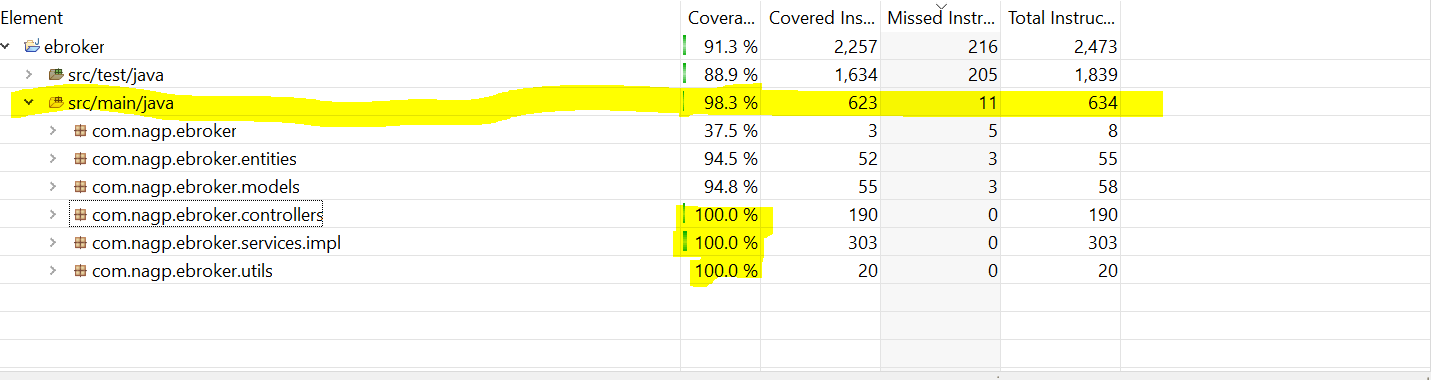 Element Covera... Covered Ins... Missed Instr... Total Instruc...
ebroker 91.3 % 2,257 216 2,473
src/test/java 88.9 % 1,634 205 1,839
src/main/java 98.3 % 623 11 634
com.nagp.ebroker 37.5 % 3 5 8
com.nagp.ebroker.entities 94.5 % 52 3 55
com.nagp.ebroker.models 94.8 % 55 3 58
com.nagp.ebroker.controllers 100.0 % 190 0 190
com.nagp.ebroker.services.impl 100.0 % 303 0 303
com.nagp.ebroker.utils 100.0 % 20 0 20